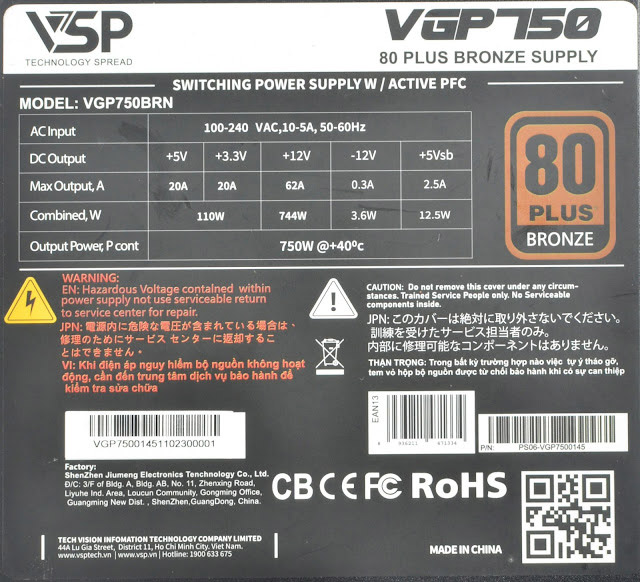 VSP
TECHNOLOGY SPREAD
VGP750
80 PLUS BRONZE SUPPLY
SWITCHING POWER SUPPLY W / ACTIVE PFC
MODEL: VGP750BRN
AC Input 100-240 VAC,10-5A, 50-60Hz
DC Output +5V +3.3V +12V -12V +5Vsb
Max Output, A 20A 20A 62A 0.3A 2.5A
Combined, W 110W 744W 3.6W 12.5W
Output Power, P cont 750W @+40ºc
80
PLUS
BRONZE
WARNING:
EN: Hazardous Voltage contained within
power supply not use serviceable return
to service center for repair.
JPN: 電源内に危険な電圧が含まれている場合は、
修理のためにサービス センターに返却するこ
とはできません。
VI: Khi điện áp nguy hiểm bộ nguồn không hoạt
động, cần đến trung tâm dịch vụ bảo hành để
kiểm tra sửa chữa
CAUTION: Do not remove this cover under any circum-
stances. Trained Service People only. No Serviceable
components inside.
JPN: このカバーは絶対に取り外さないでください。
訓練を受けたサービス担当者のみ。
内部に修理可能なコンポーネントはありません。
THẬN TRỌNG: Trong bất kỳ trường hợp nào việc tự ý tháo gỡ,
tem vỏ hộp bộ nguồn được từ chối bảo hành khi có sự can thiệp
VGP75001451102300001
EAN13
P/N: PS06-VGP7500145
Factory:
ShenZhen Jiumeng Electronics Tenchnology Co., Ltd.
Đ/C: 3/F of Bldg. A, Bldg. AB, No. 11, Zhenxing Road,
Liyuhe Ind. Area, Loucun Community, Gongming Office,
Guangming New Dist. , ShenZhen,GuangDong, China.
CB CE FC RoHS
TECH VISION INFOMATION TECHNOLOGY COMPANY LIMITED
44A Lu Gia Street, District 11, Ho Chi Minh City. Viet Nam.
www.vsptech.vn | www.vsp.vn - Hotline: 1900 633 675
MADE IN CHINA